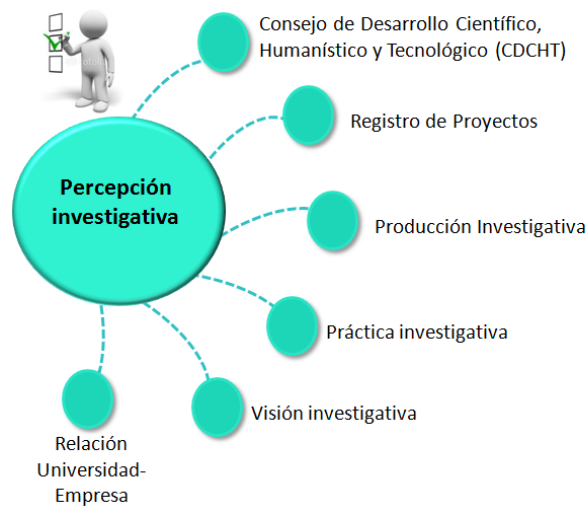 Consejo de Desarrollo Científico,
Humanístico y Tecnológico (CDCHT)
Registro de Proyectos
Percepción
investigativa
Producción Investigativa
Práctica investigativa
Visión investigativa
Relación
Universidad-
Empresa